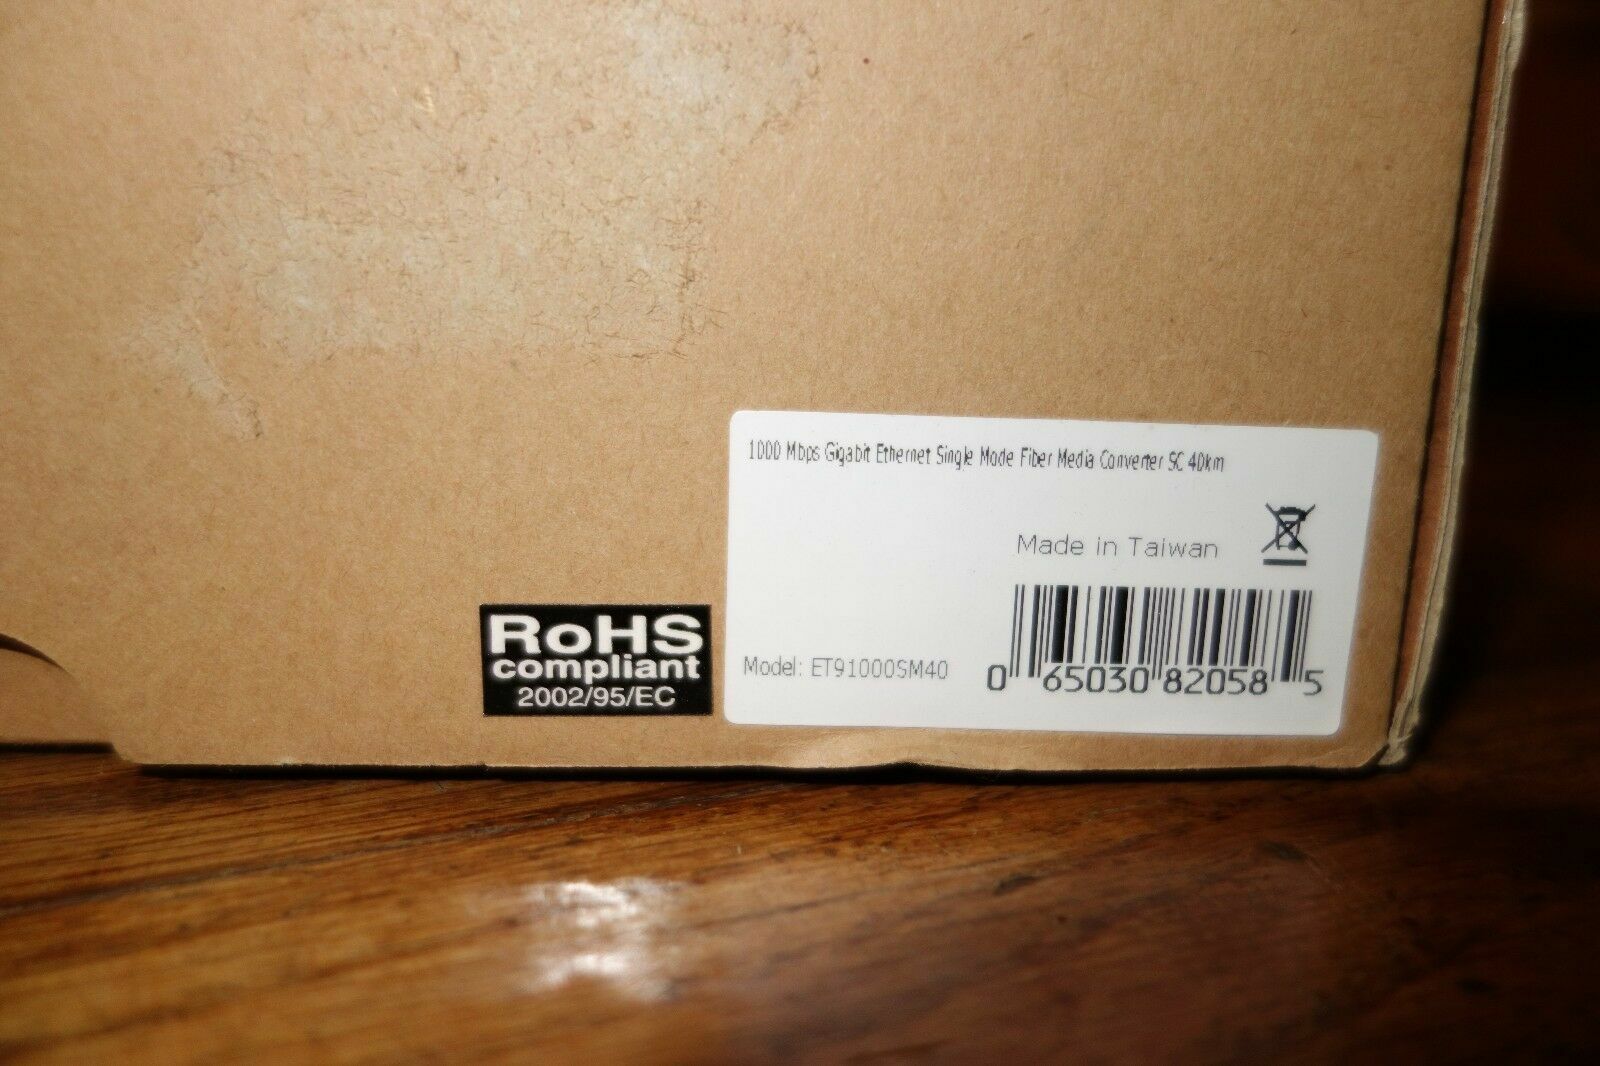 1000 Mbps Gigabit Ethernet Single Mode Fiber Media Converter SC 40km
Made in Taiwan
RoHS
compliant
2002/95/EC
Model: ET91000SM40
0 65030 82058 5